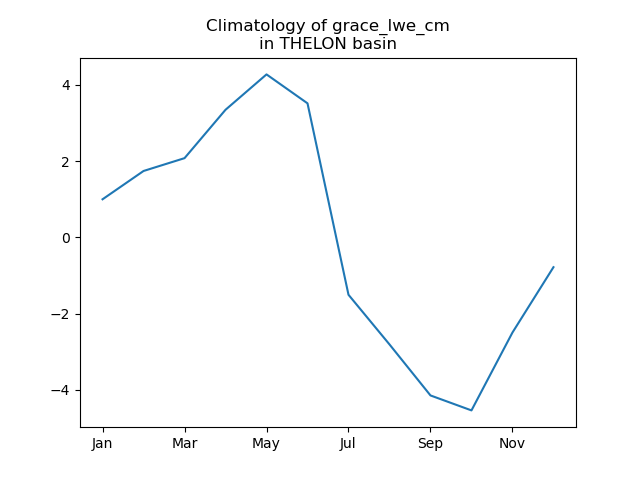 Climatology of grace_lwe_cm
in THELON basin
4
2
0
−2
−4
Jan
Mar
May
Jul
Sep
Nov